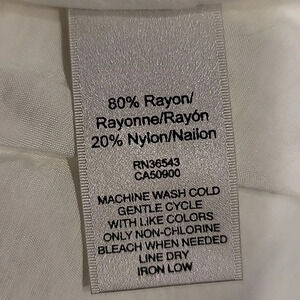 80% Rayon/
Rayonne/Rayón
20% Nylon/Nailon
RN36543
CA50900
MACHINE WASH COLD
GENTLE CYCLE
WITH LIKE COLORS
ONLY NON-CHLORINE
BLEACH WHEN NEEDED
LINE DRY
IRON LOW